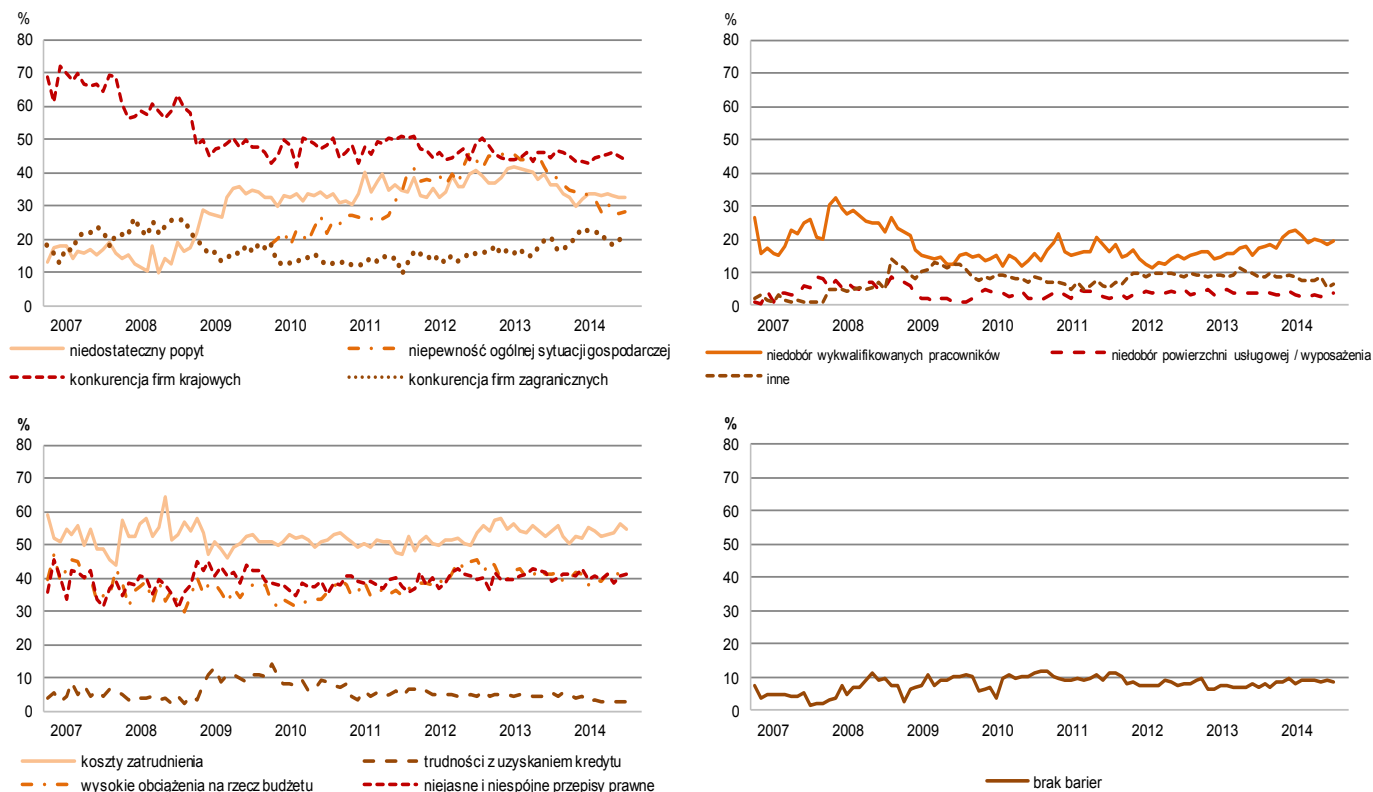 %
80
70
60
50
40
30
20
10
0
2007 2008 2009 2010 2011 2012 2013 2014
niedostateczny popyt
niepewność ogólnej sytuacji gospodarczej
konkurencja firm krajowych
konkurencja firm zagranicznych
%
80
70
60
50
40
30
20
10
0
2007 2008 2009 2010 2011 2012 2013 2014
niedobór wykwalifikowanych pracowników
niedobór powierzchni usługowej / wyposażenia
inne
%
80
70
60
50
40
30
20
10
0
2007 2008 2009 2010 2011 2012 2013 2014
koszty zatrudnienia
trudności z uzyskaniem kredytu
wysokie obciążenia na rzecz budżetu
niejasne i niespójne przepisy prawne
%
80
70
60
50
40
30
20
10
0
2007 2008 2009 2010 2011 2012 2013 2014
brak barier